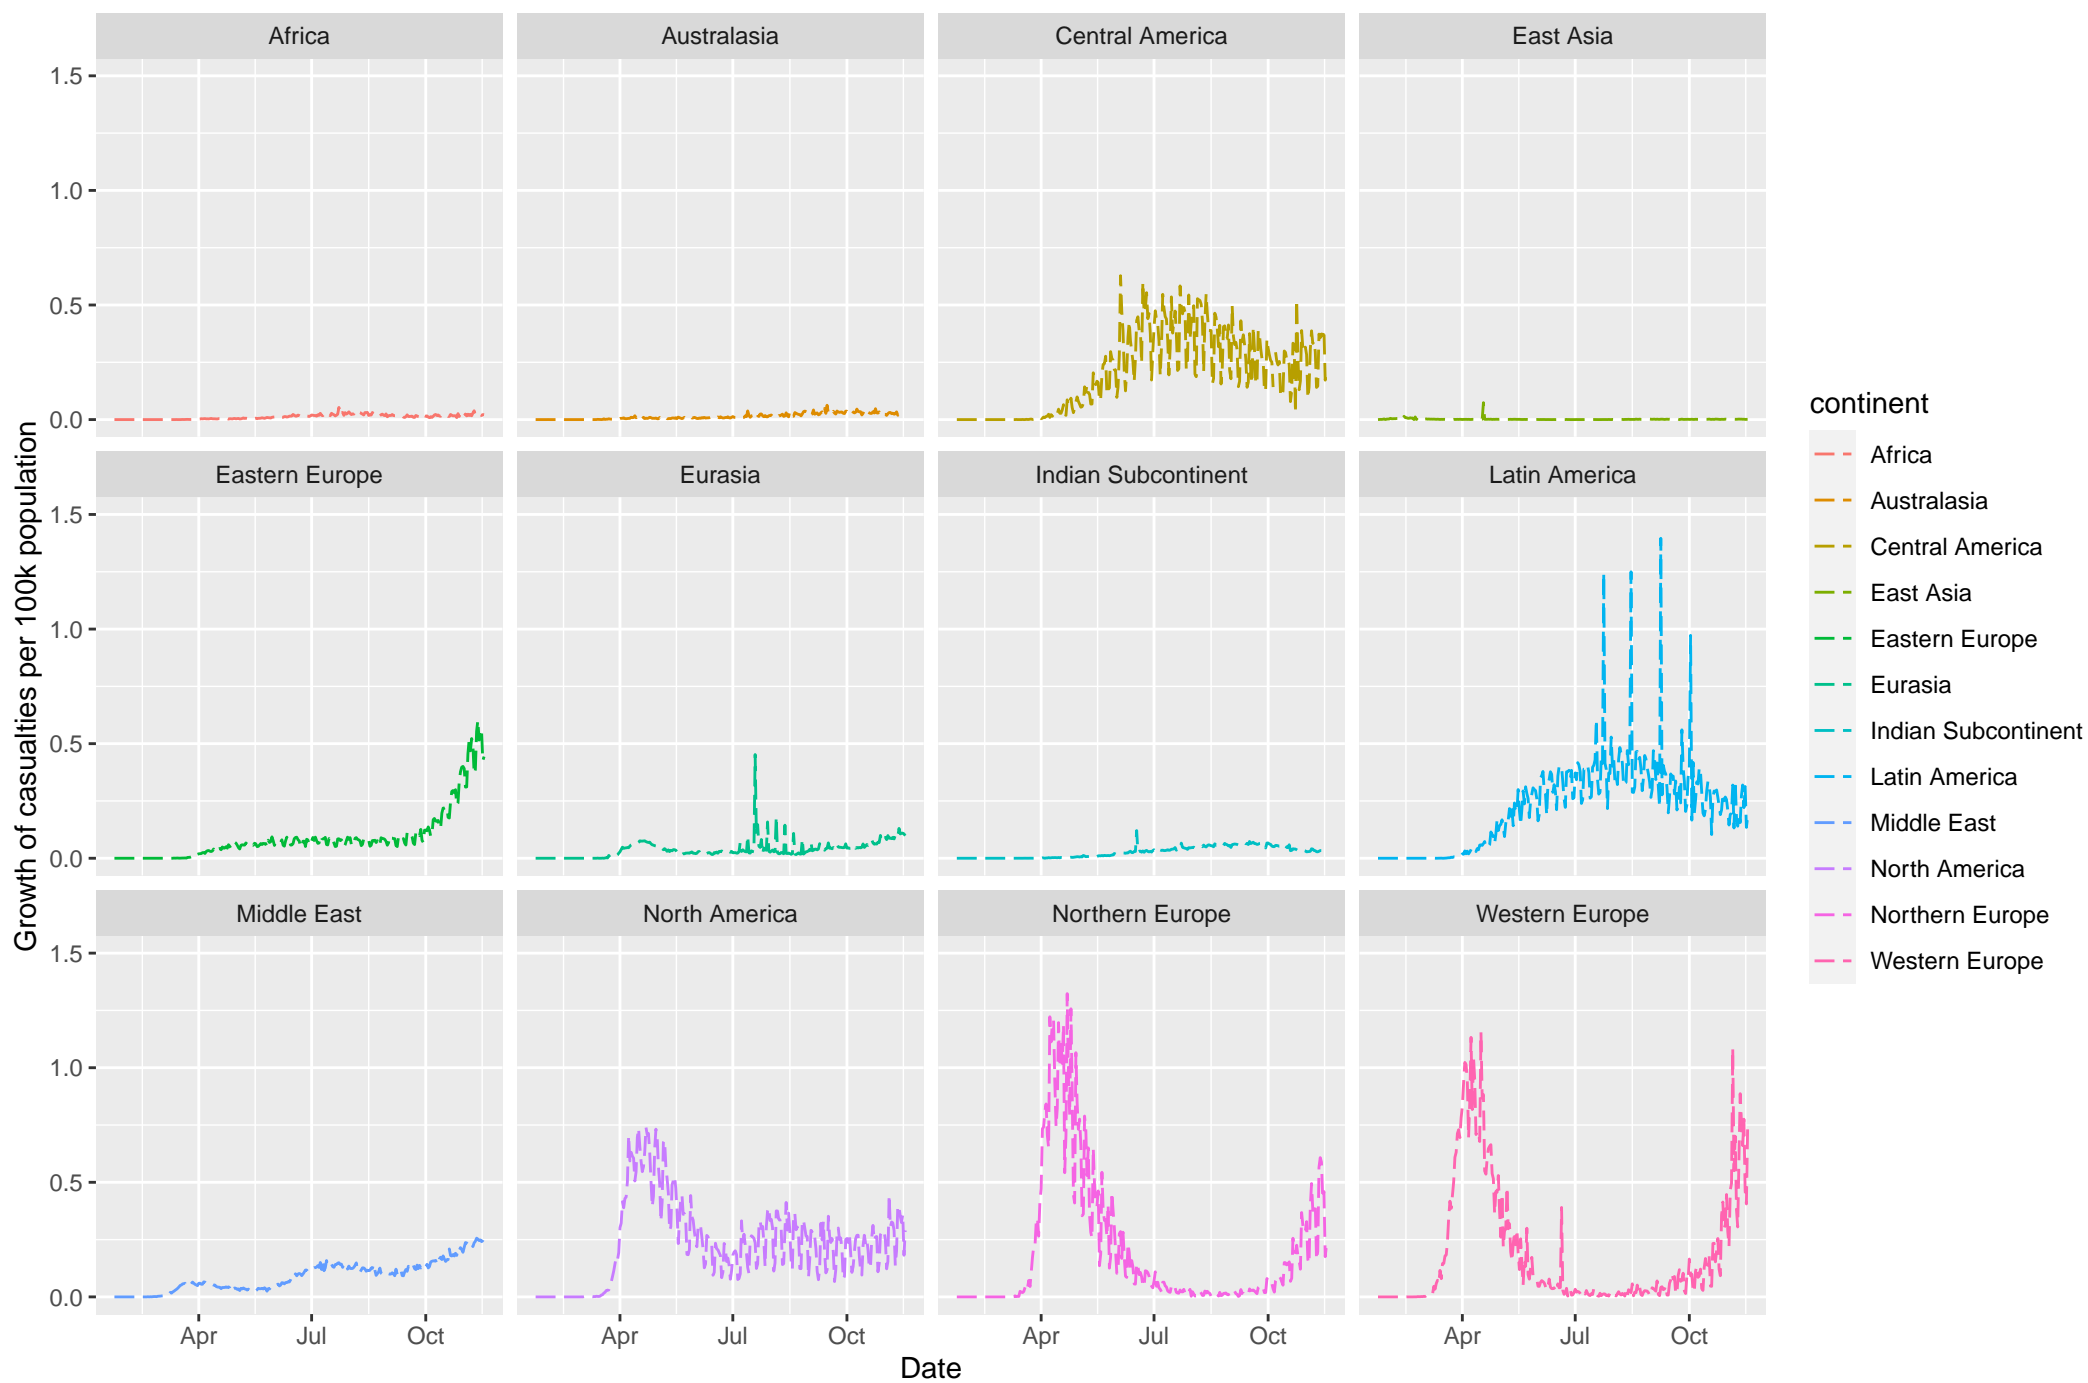 Africa
Australasia
Central America
East Asia
1.5
1.0
0.5
0.0
Eastern Europe
Eurasia
Indian Subcontinent
Latin America
1.5
1.0
0.5
0.0
Middle East
North America
Northern Europe
Western Europe
1.5
1.0
0.5
0.0
Apr Jul Oct
Apr Jul Oct
Apr Jul Oct
Apr Jul Oct
Date
Growth of casualties per 100k population
continent
Africa
Australasia
Central America
East Asia
Eastern Europe
Eurasia
Indian Subcontinent
Latin America
Middle East
North America
Northern Europe
Western Europe